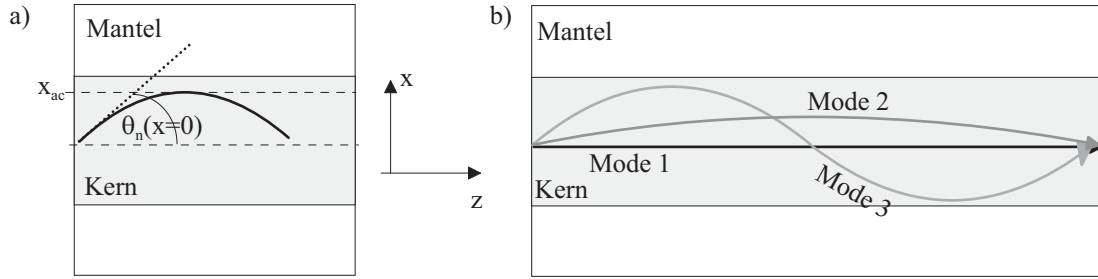 a)
Mantel
x_ac
θ_n(x=0)
Kern
x
z
b)
Mantel
Mode 2
Mode 1
Mode 3
Kern